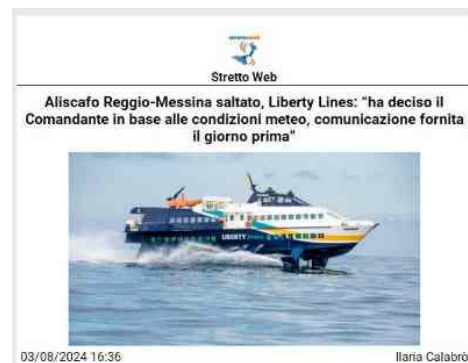 Stretto Web
Aliscafo Reggio-Messina saltato, Liberty Lines: “ha deciso il
Comandante in base alle condizioni meteo, comunicazione fornita
il giorno prima”
LIBERTY Lines
03/08/2024 16:36
Ilaria Calabrò